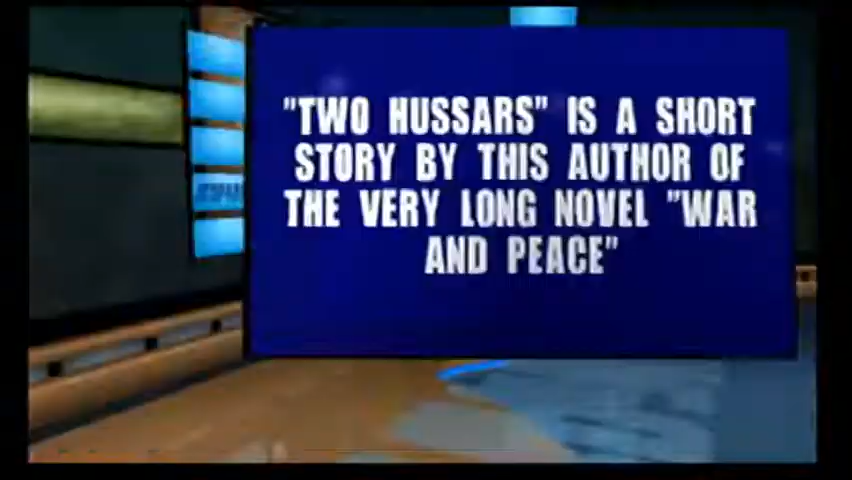 "TWO HUSSARS" IS A SHORT
STORY BY THIS AUTHOR OF
THE VERY LONG NOVEL "WAR
AND PEACE"